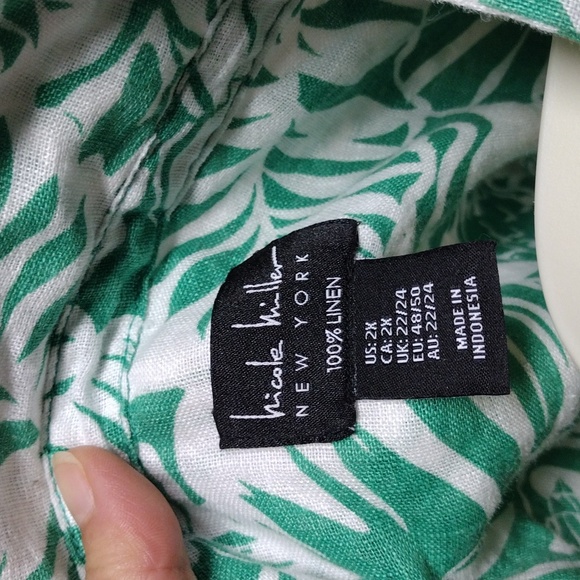 nicole miller
NEW YORK
100% LINEN
US: 2X
CA: 2X
UK: 22/24
EU: 48/50
AU: 22/24
MADE IN
INDONESIA